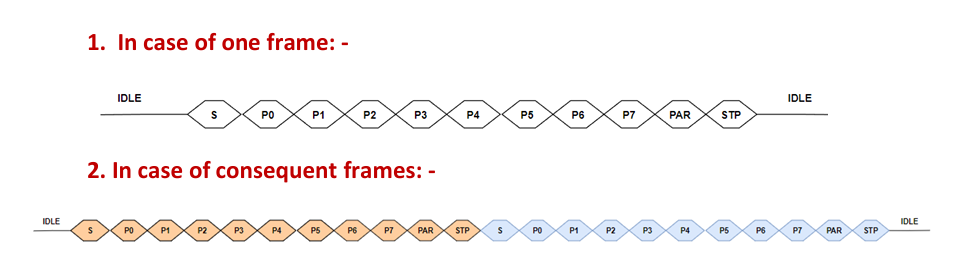 1. In case of one frame: -
IDLE S P0 P1 P2 P3 P4 P5 P6 P7 PAR STP IDLE
2. In case of consequent frames: -
IDLE S P0 P1 P2 P3 P4 P5 P6 P7 PAR STP S P0 P1 P2 P3 P4 P5 P6 P7 PAR STP IDLE